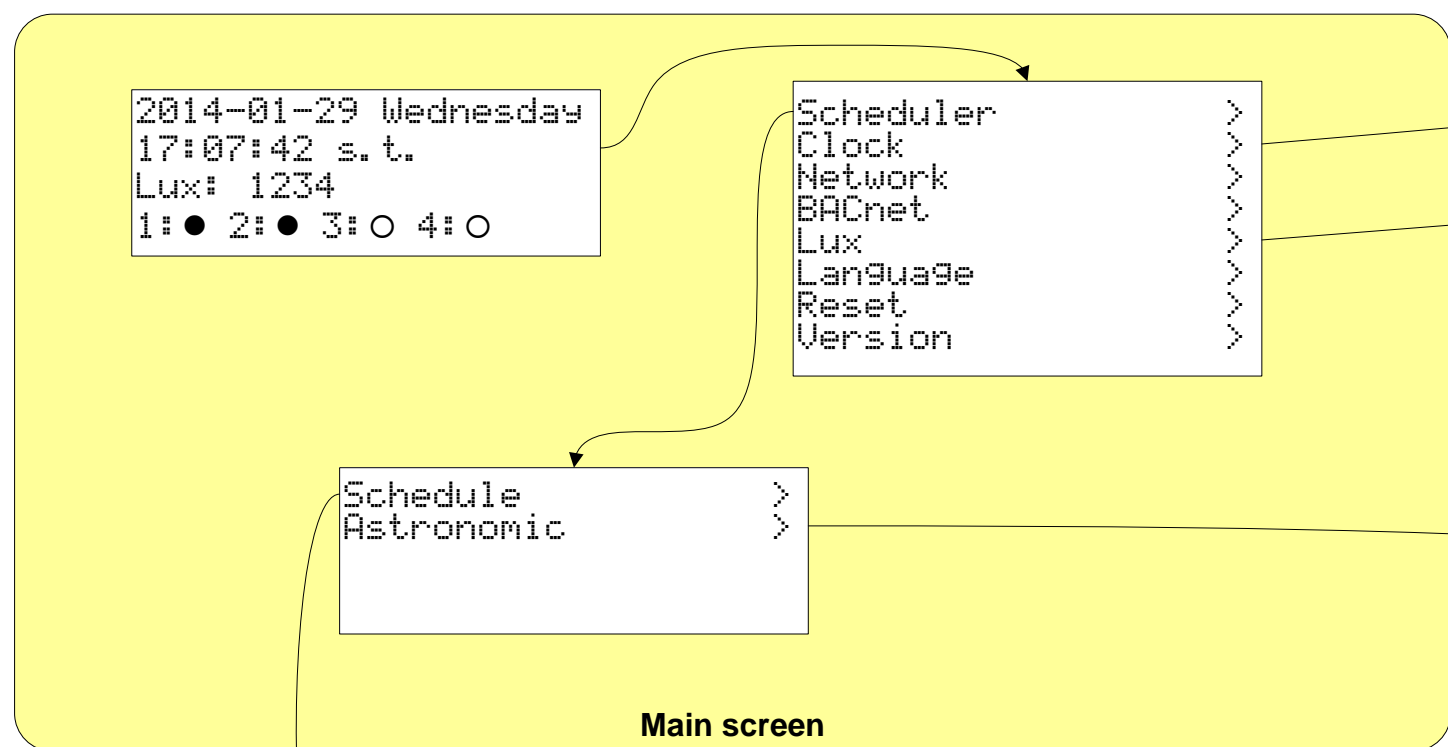 2014-01-29 Wednesday
17:07:42 s.t.
Lux: 1234
1:● 2:● 3:○ 4:○
Scheduler >
Clock >
Network >
BACnet >
Lux >
Language >
Reset >
Version >
Schedule >
Astronomic >
Main screen